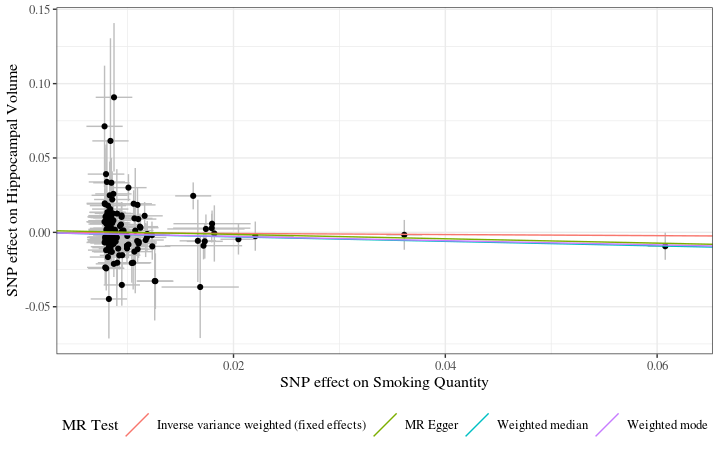 0.15
0.10
0.05
0.00
-0.05
SNP effect on Hippocampal Volume
0.02
0.04
0.06
SNP effect on Smoking Quantity
MR Test
Inverse variance weighted (fixed effects)
MR Egger
Weighted median
Weighted mode